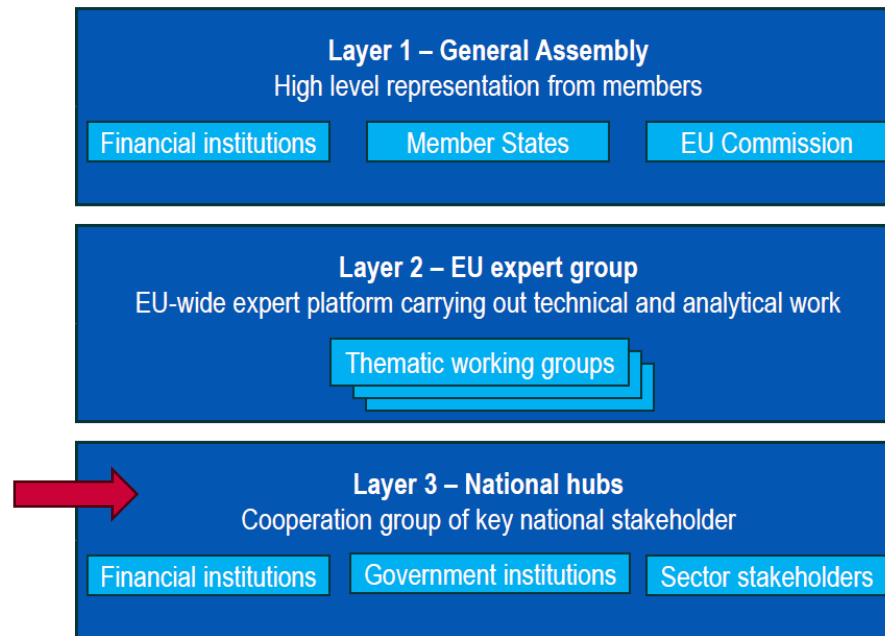 Layer 1 – General Assembly
High level representation from members
Financial institutions
Member States
EU Commission
Layer 2 – EU expert group
EU-wide expert platform carrying out technical and analytical work
Thematic working groups
Layer 3 – National hubs
Cooperation group of key national stakeholder
Financial institutions
Government institutions
Sector stakeholders